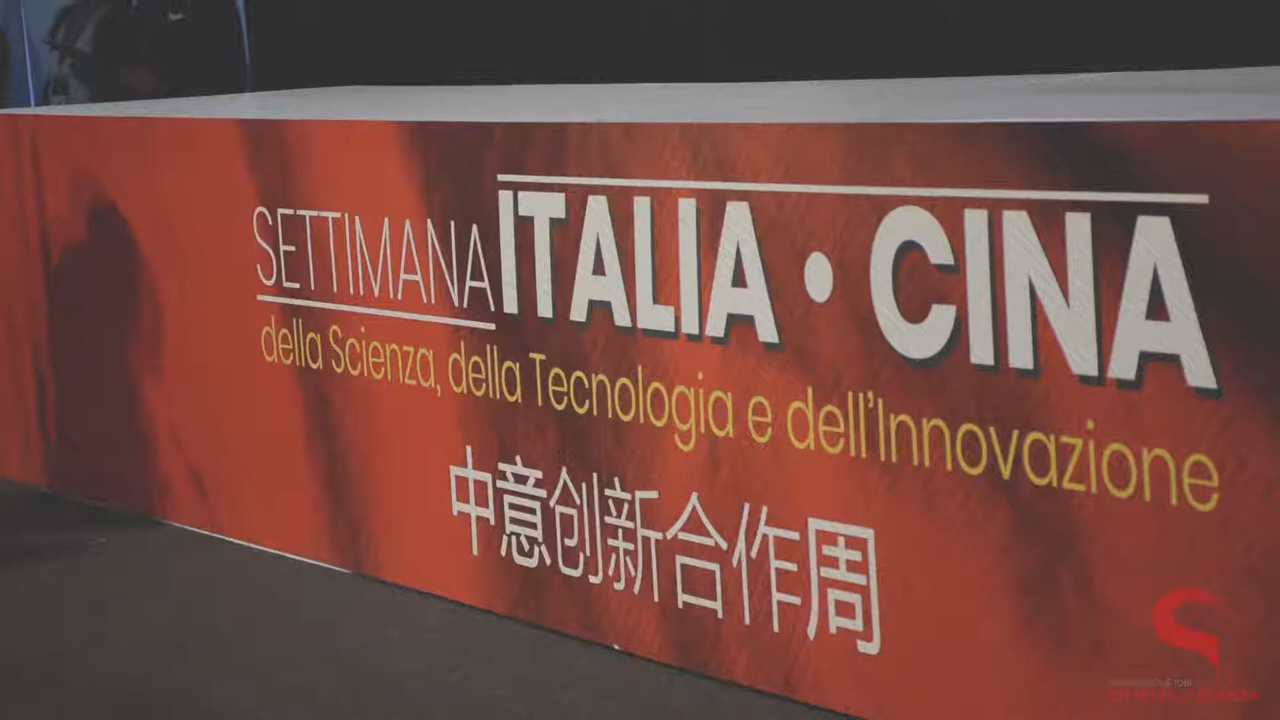 SETTIMANA ITALIA • CINA
della Scienza, della Tecnologia e dell'Innovazione
中意创新合作周